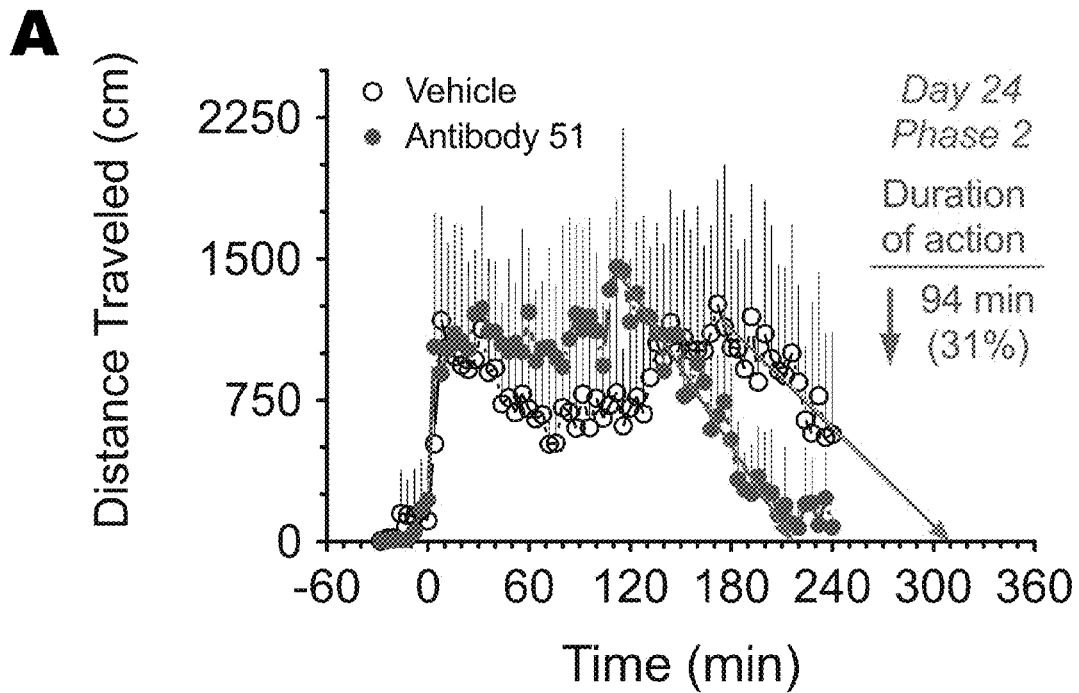 A
Distance Traveled (cm)
2250
1500
750
0
Vehicle
Antibody 51
Day 24
Phase 2
Duration
of action
94 min
(31%)
-60 0 60 120 180 240 300 360
Time (min)